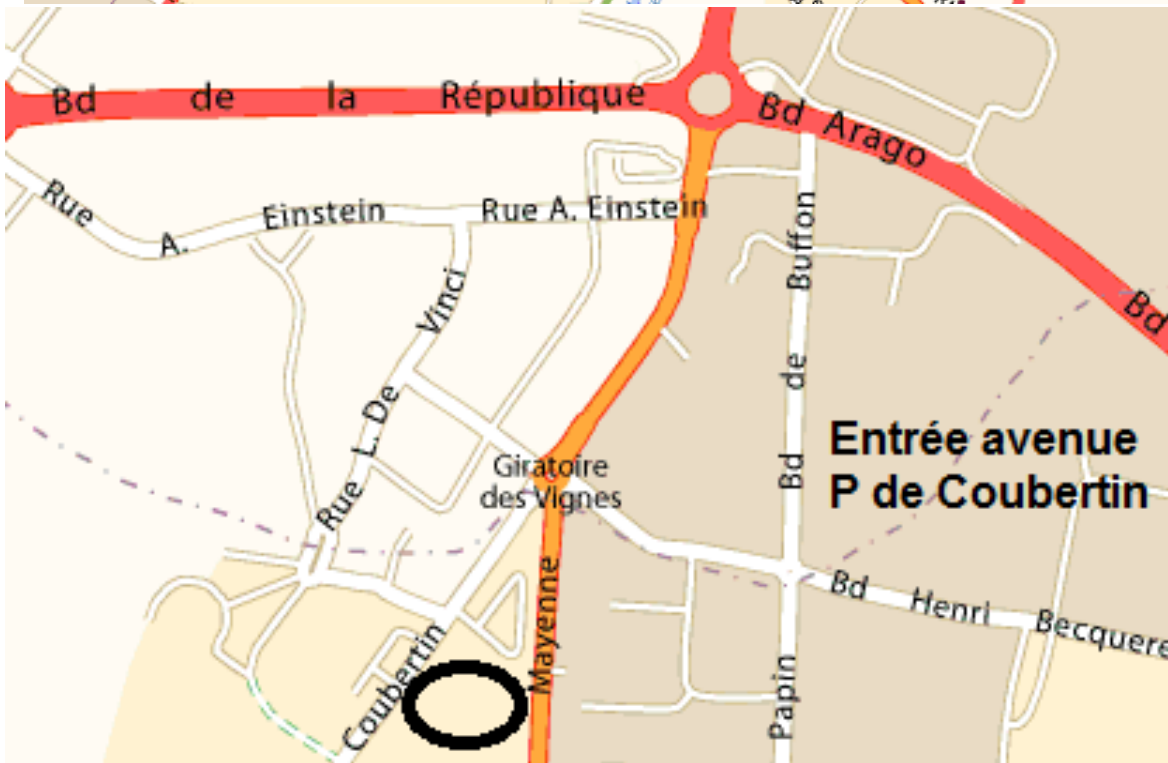 Bd de la République
Bd Arago
Bd
Rue A. Einstein
Rue A. Einstein
Rue L. De Vinci
Bd de Buffon
Entrée avenue
P de Coubertin
Giratoire
des Vignes
Mayenne
Bd Henri Becquere
Coubertin
Papin